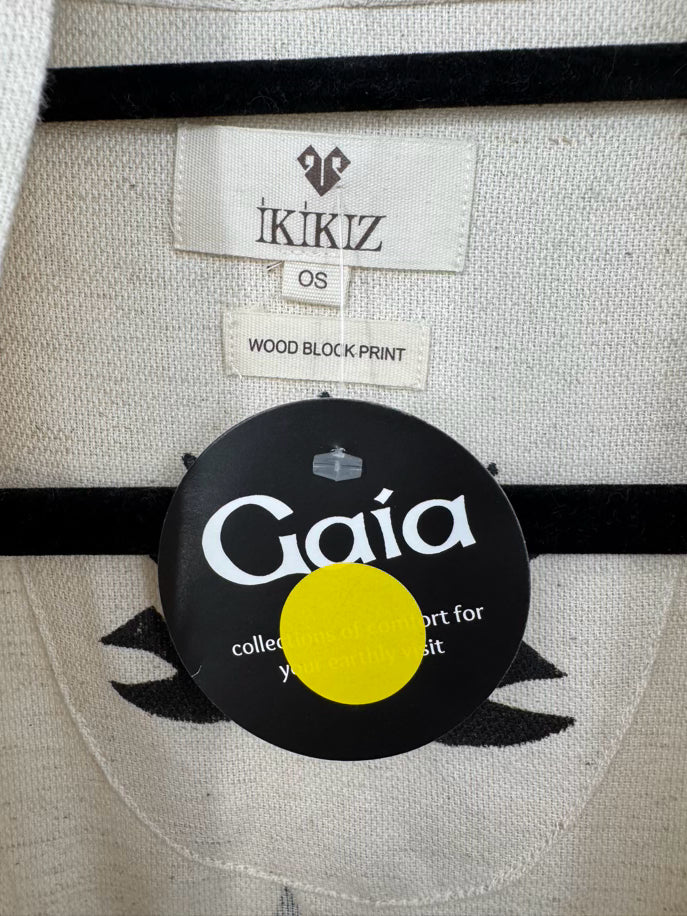 İKİKIZ
OS
WOOD BLOCK PRINT
Gaia
collections of comfort for
your earthly visit